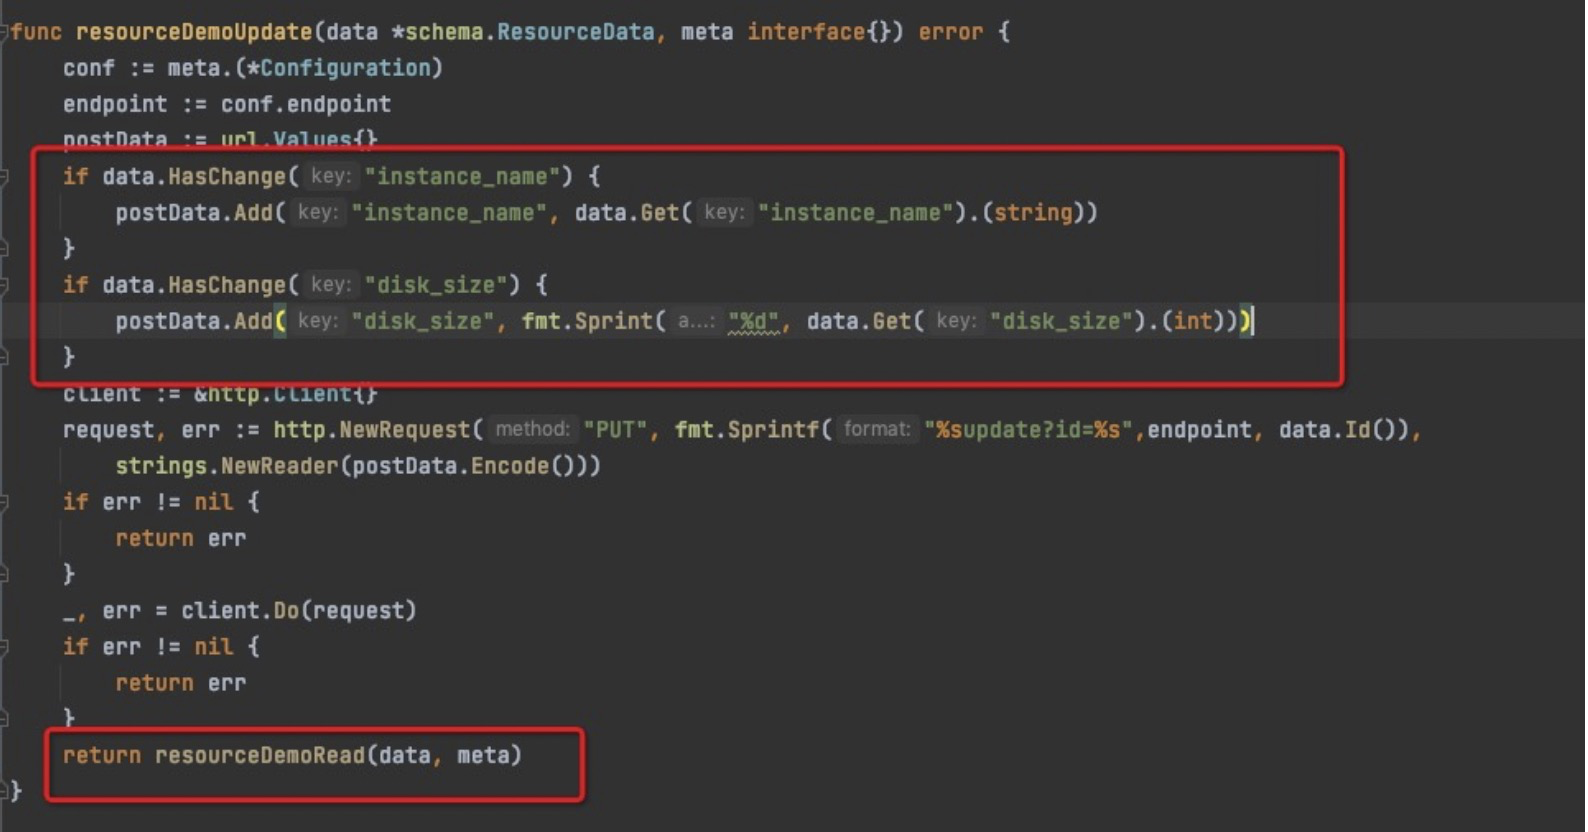 func resourceDemoUpdate(data *schema.ResourceData, meta interface{}) error {
    conf := meta.(*Configuration)
    endpoint := conf.endpoint
    postData := url.Values{}
    if data.HasChange( key: "instance_name") {
        postData.Add( key: "instance_name", data.Get( key: "instance_name").(string))
    }
    if data.HasChange( key: "disk_size") {
        postData.Add( key: "disk_size", fmt.Sprint( a...: "%d", data.Get( key: "disk_size").(int)))
    }
    client := &http.Client{}
    request, err := http.NewRequest( method: "PUT", fmt.Sprintf( format: "%supdate?id=%s",endpoint, data.Id()),
        strings.NewReader(postData.Encode()))
    if err != nil {
        return err
    }
    _, err = client.Do(request)
    if err != nil {
        return err
    }
    return resourceDemoRead(data, meta)
}